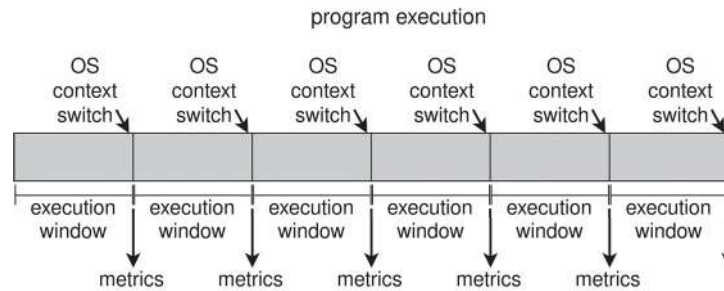 program execution
OS context switch
OS context switch
OS context switch
OS context switch
OS context switch
OS context switch
execution window
execution window
execution window
execution window
execution window
execution window
metrics
metrics
metrics
metrics
metrics